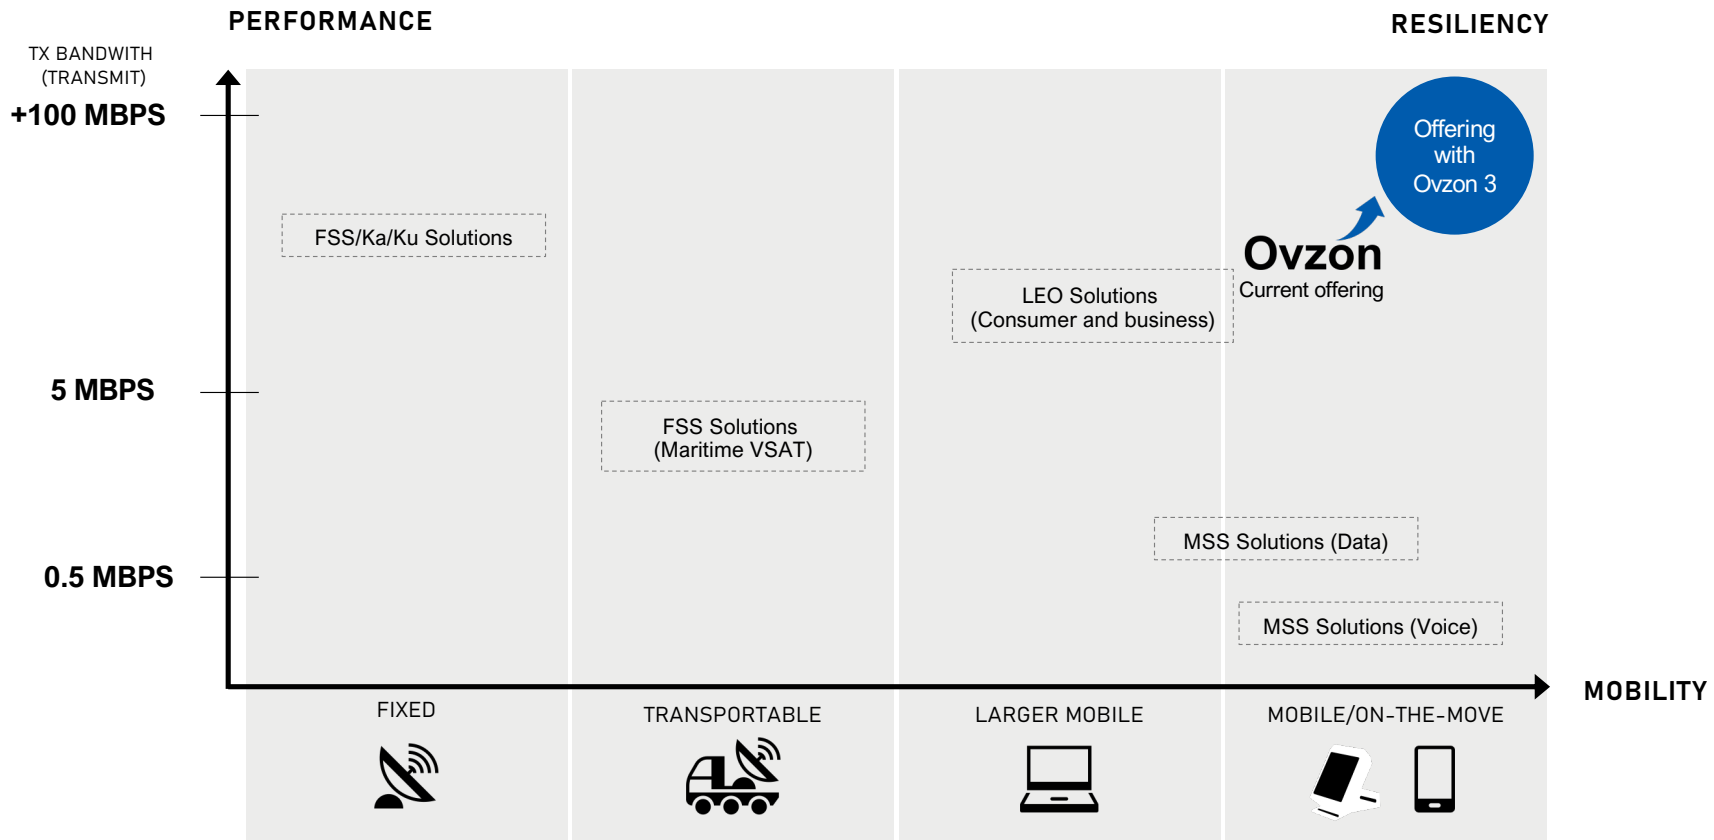 PERFORMANCE
RESILIENCY
TX BANDWITH
(TRANSMIT)
+100 MBPS
Offering
with
Ovzon 3
FSS/Ka/Ku Solutions
Ovzon
Current offering
LEO Solutions
(Consumer and business)
5 MBPS
FSS Solutions
(Maritime VSAT)
MSS Solutions (Data)
0.5 MBPS
MSS Solutions (Voice)
MOBILITY
FIXED
TRANSPORTABLE
LARGER MOBILE
MOBILE/ON-THE-MOVE